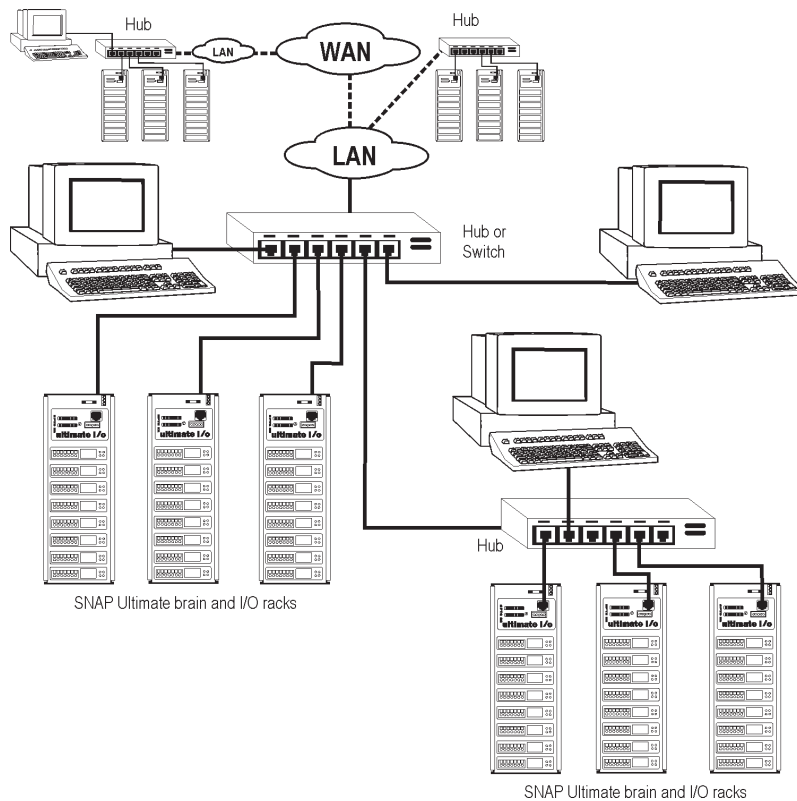 Hub
Hub
LAN
WAN
LAN
Hub or
Switch
ultimate I/o
ultimate I/o
ultimate I/o
SNAP Ultimate brain and I/O racks
Hub
ultimate I/o
ultimate I/o
ultimate I/o
SNAP Ultimate brain and I/O racks